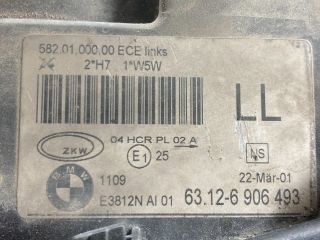 582.01.000.00 ECE links
2*H7 1*W5W
LL
04 HCR PL 02 A
ZKW
E1 25
NS
BMW
1109
22-Mar-01
E3812N AI 01
63.12-6 906 493